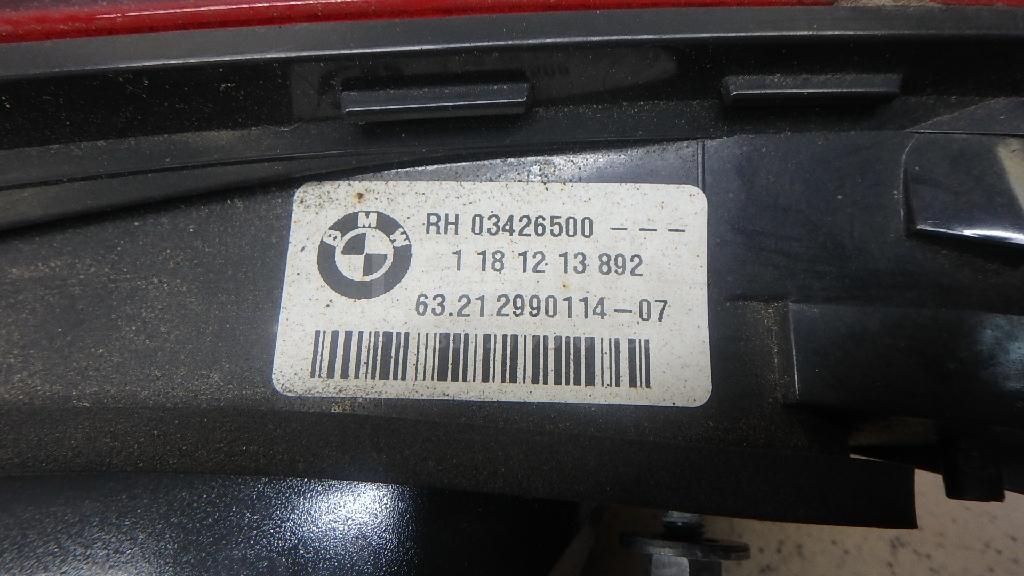 BMW
RH 03426500 ---
1 18 12 13 892
63.21 2990114-07